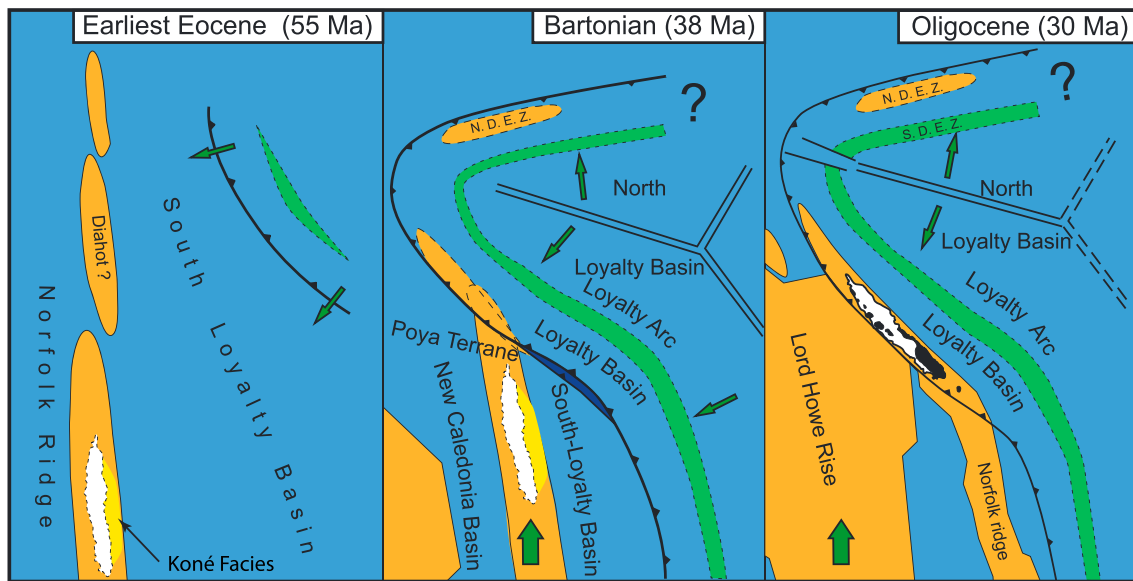 Earliest Eocene (55 Ma)
Diahot ?
Norfolk Ridge
South Loyalty Basin
Koné Facies
Bartonian (38 Ma)
?
N. D. E. Z.
North
Loyalty Basin
Loyalty Arc
Loyalty Basin
Poya Terrane
New Caledonia Basin
South-Loyalty Basin
Oligocene (30 Ma)
?
N. D. E. Z.
S. D. E. Z.
North
Loyalty Basin
Loyalty Arc
Loyalty Basin
Lord Howe Rise
Norfolk ridge